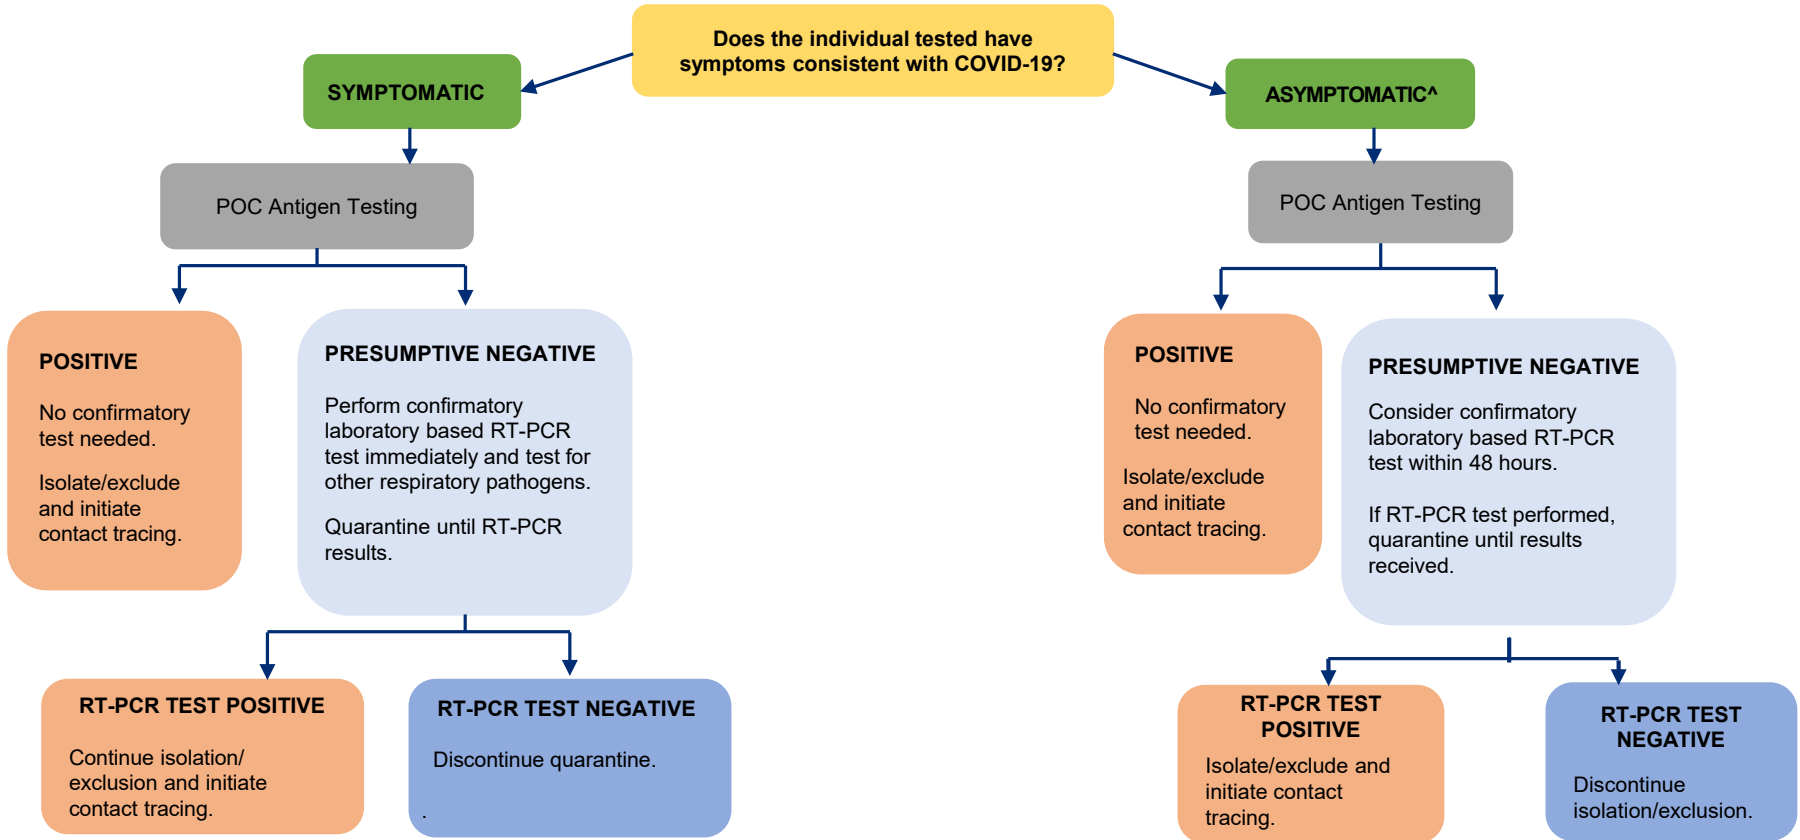 Does the individual tested have
symptoms consistent with COVID-19?
SYMPTOMATIC
POC Antigen Testing
POSITIVE
No confirmatory
test needed.
Isolate/exclude
and initiate
contact tracing.
PRESUMPTIVE NEGATIVE
Perform confirmatory
laboratory based RT-PCR
test immediately and test for
other respiratory pathogens.
Quarantine until RT-PCR
results.
RT-PCR TEST POSITIVE
Continue isolation/
exclusion and initiate
contact tracing.
RT-PCR TEST NEGATIVE
Discontinue quarantine.
.
ASYMPTOMATIC^
POC Antigen Testing
POSITIVE
No confirmatory
test needed.
Isolate/exclude
and initiate
contact tracing.
PRESUMPTIVE NEGATIVE
Consider confirmatory
laboratory based RT-PCR
test within 48 hours.
If RT-PCR test performed,
quarantine until results
received.
RT-PCR TEST
POSITIVE
Isolate/exclude and
initiate contact
tracing.
RT-PCR TEST
NEGATIVE
Discontinue
isolation/exclusion.